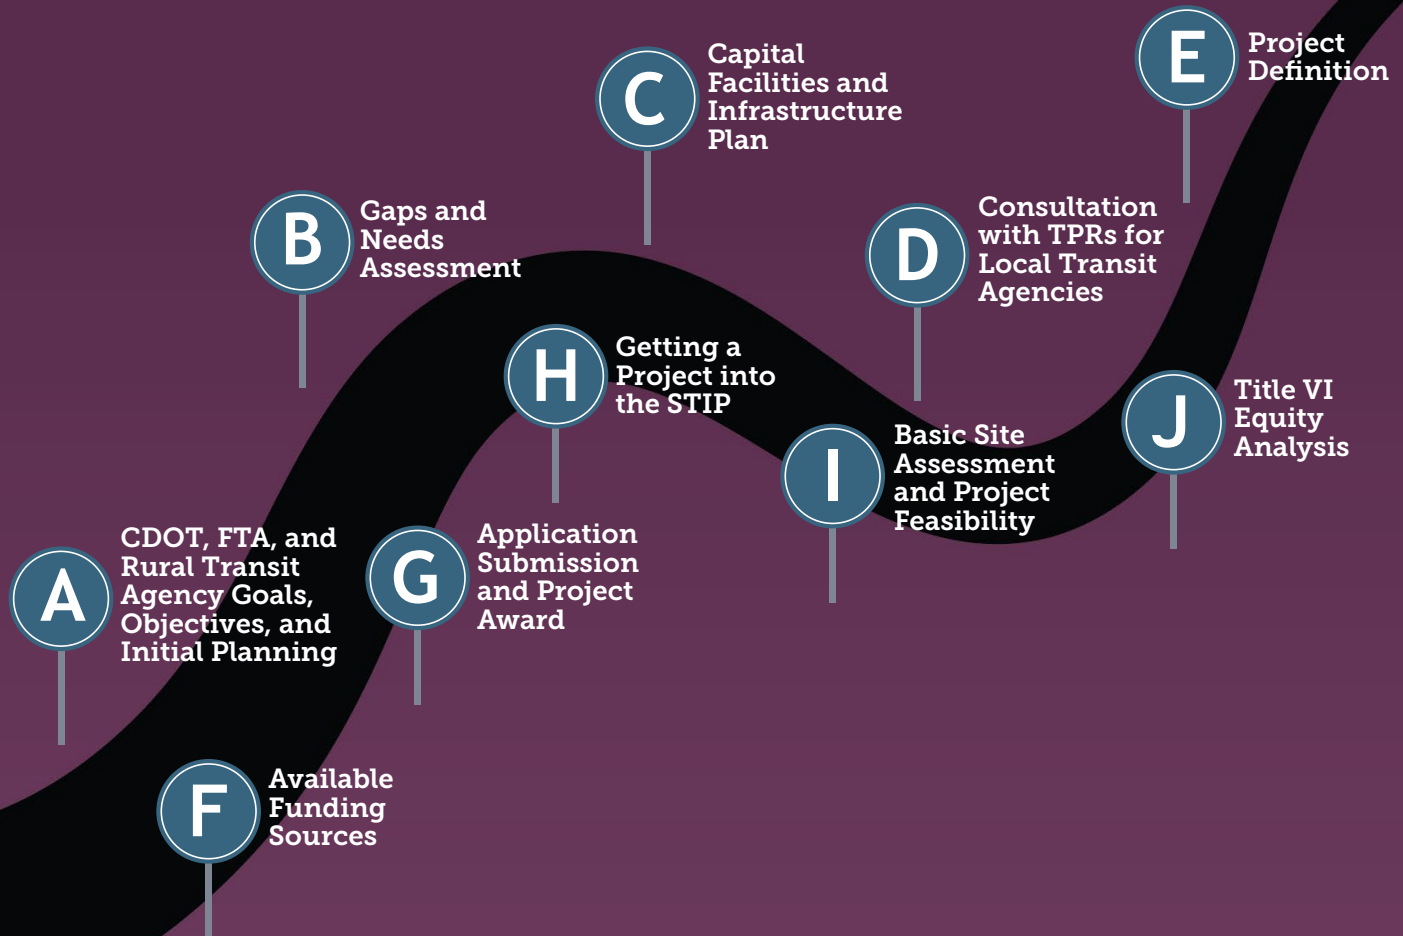 A
CDOT, FTA, and
Rural Transit
Agency Goals,
Objectives, and
Initial Planning
B
Gaps and
Needs
Assessment
C
Capital
Facilities and
Infrastructure
Plan
D
Consultation
with TPRs for
Local Transit
Agencies
E
Project
Definition
F
Available
Funding
Sources
G
Application
Submission
and Project
Award
H
Getting a
Project into
the STIP
I
Basic Site
Assessment
and Project
Feasibility
J
Title VI
Equity
Analysis